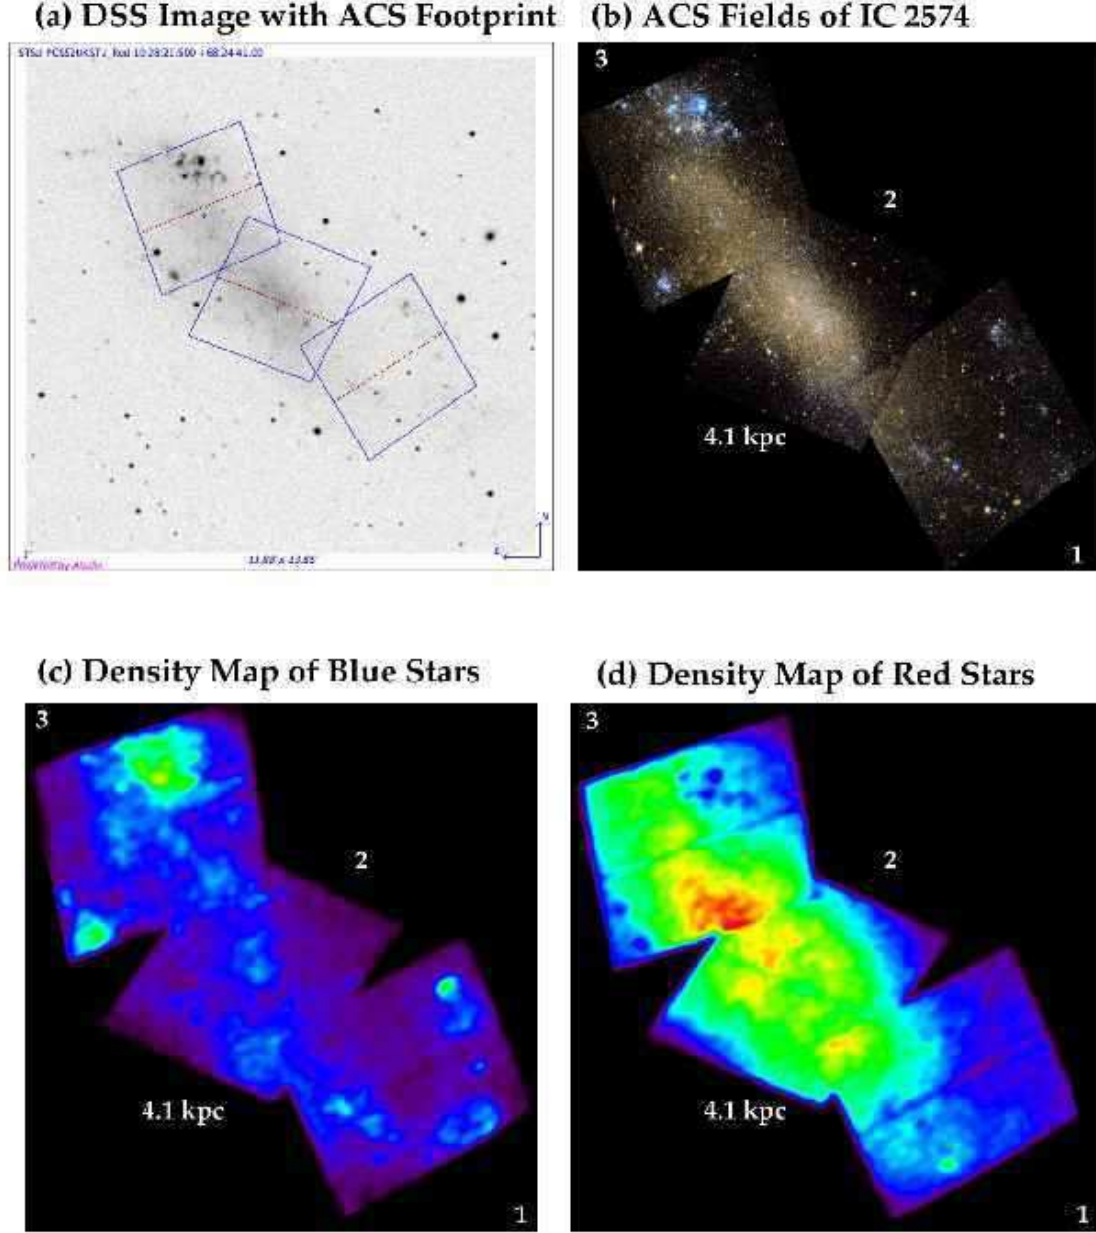 (a) DSS Image with ACS Footprint
(b) ACS Fields of IC 2574
3
2
4.1 kpc
1
(c) Density Map of Blue Stars
(d) Density Map of Red Stars
3
2
4.1 kpc
1
3
2
4.1 kpc
1